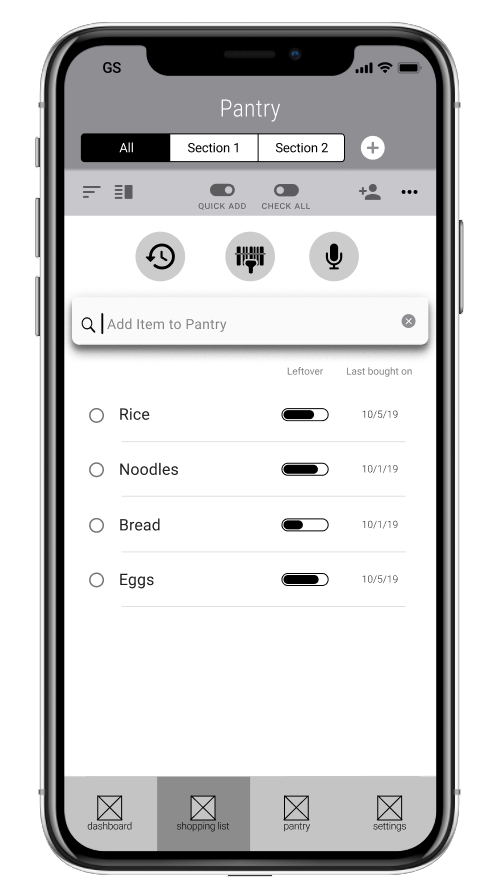 GS
Pantry
All Section 1 Section 2
QUICK ADD CHECK ALL
Add Item to Pantry
Leftover Last bought on
Rice 10/5/19
Noodles 10/1/19
Bread 10/1/19
Eggs 10/5/19
dashboard shopping list pantry settings